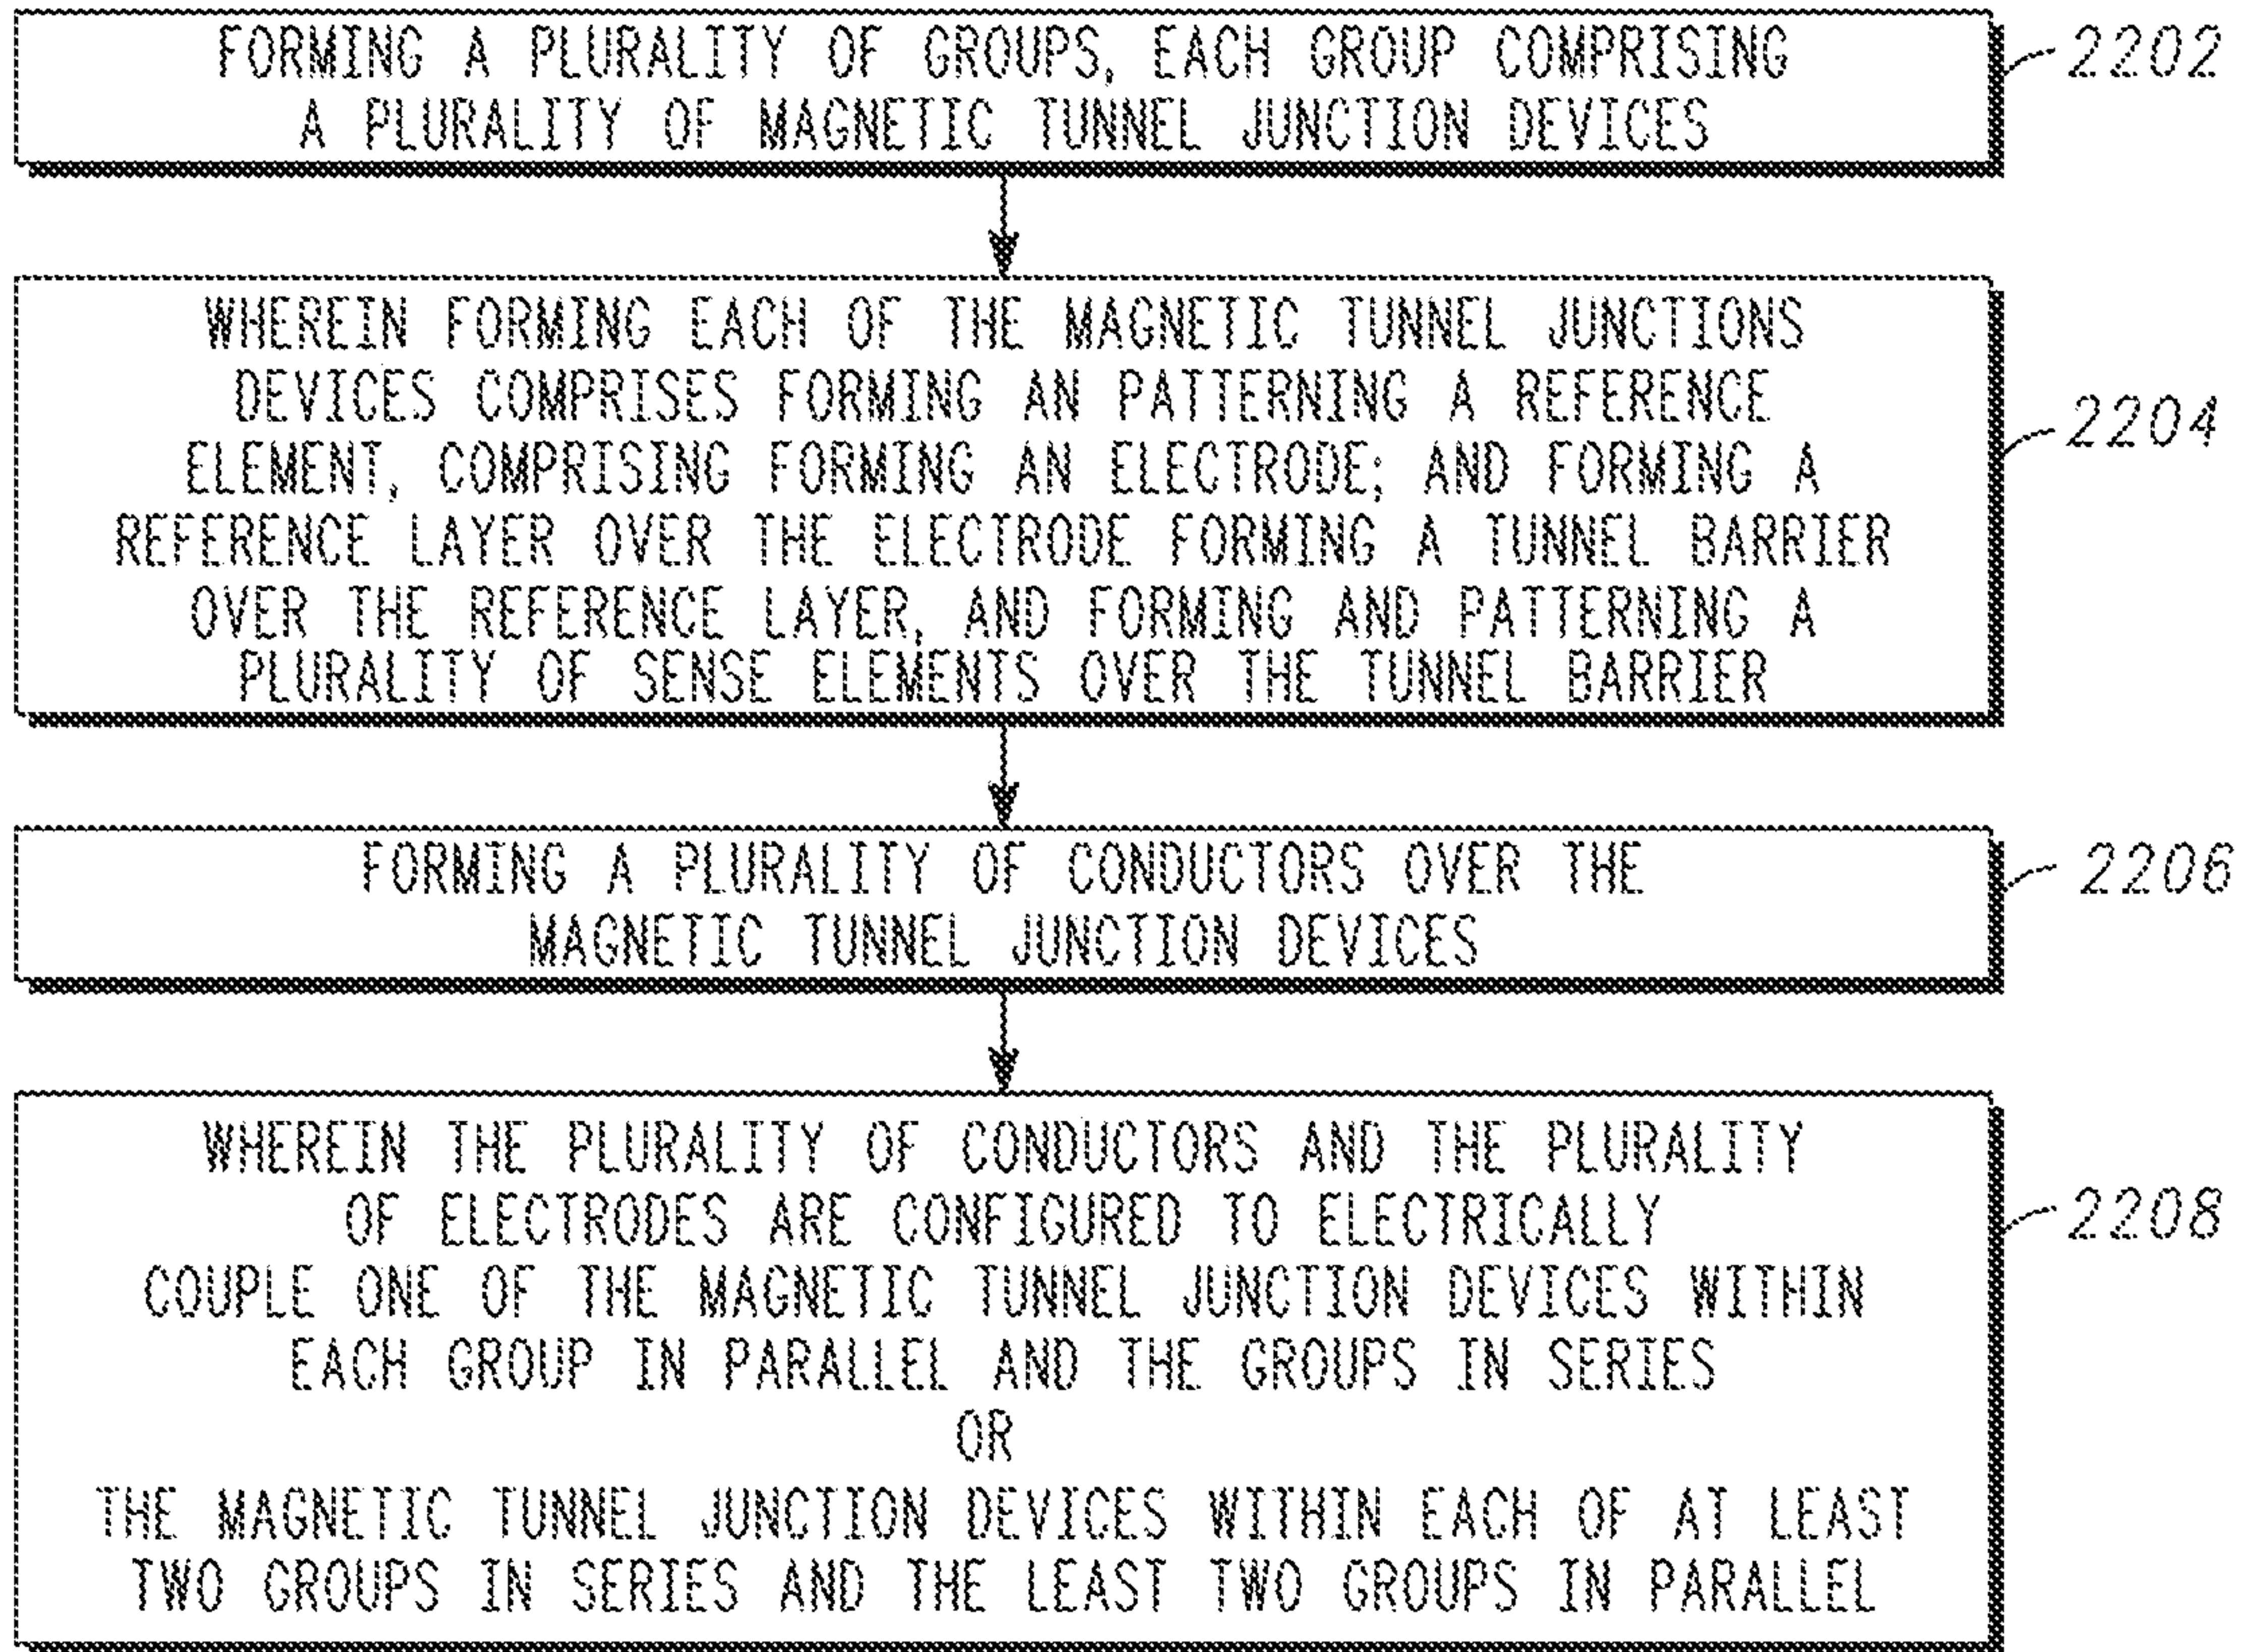 FORMING A PLURALITY OF GROUPS, EACH GROUP COMPRISING
A PLURALITY OF MAGNETIC TUNNEL JUNCTION DEVICES
2202
WHEREIN FORMING EACH OF THE MAGNETIC TUNNEL JUNCTIONS
DEVICES COMPRISES FORMING AN PATTERNING A REFERENCE
ELEMENT, COMPRISING FORMING AN ELECTRODE; AND FORMING A
REFERENCE LAYER OVER THE ELECTRODE FORMING A TUNNEL BARRIER
OVER THE REFERENCE LAYER, AND FORMING AND PATTERNING A
PLURALITY OF SENSE ELEMENTS OVER THE TUNNEL BARRIER
2204
FORMING A PLURALITY OF CONDUCTORS OVER THE
MAGNETIC TUNNEL JUNCTION DEVICES
2206
WHEREIN THE PLURALITY OF CONDUCTORS AND THE PLURALITY
OF ELECTRODES ARE CONFIGURED TO ELECTRICALLY
COUPLE ONE OF THE MAGNETIC TUNNEL JUNCTION DEVICES WITHIN
EACH GROUP IN PARALLEL AND THE GROUPS IN SERIES
OR
THE MAGNETIC TUNNEL JUNCTION DEVICES WITHIN EACH OF AT LEAST
TWO GROUPS IN SERIES AND THE LEAST TWO GROUPS IN PARALLEL
2208